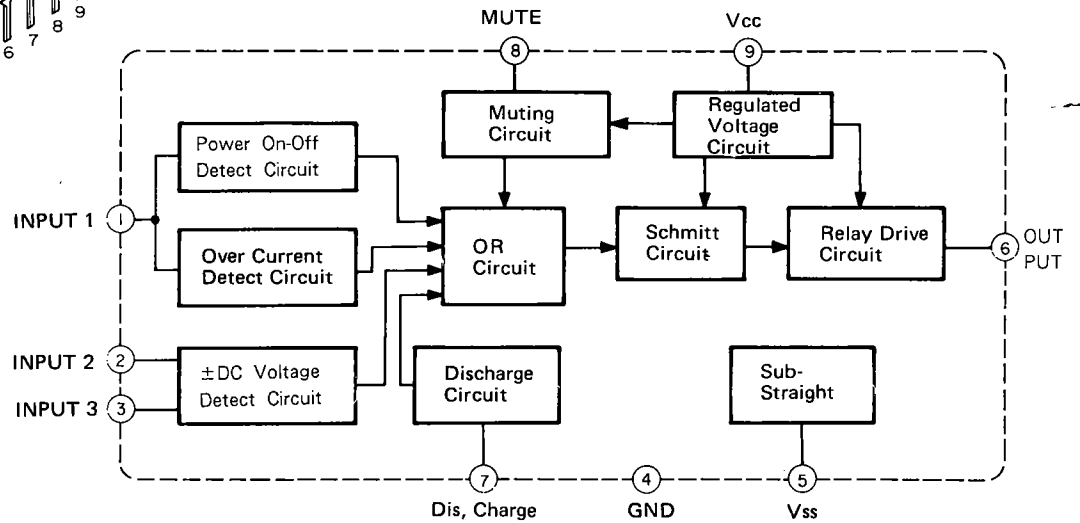 6 7 8 9
MUTE
Vcc
8
9
Muting
Circuit
Regulated
Voltage
Circuit
Power On-Off
Detect Circuit
INPUT 1
1
Over Current
Detect Circuit
OR
Circuit
Schmitt
Circuit
Relay Drive
Circuit
6
OUT
PUT
INPUT 2
2
±DC Voltage
Detect Circuit
INPUT 3
3
Discharge
Circuit
Sub-
Straight
7
4
5
Dis, Charge
GND
Vss